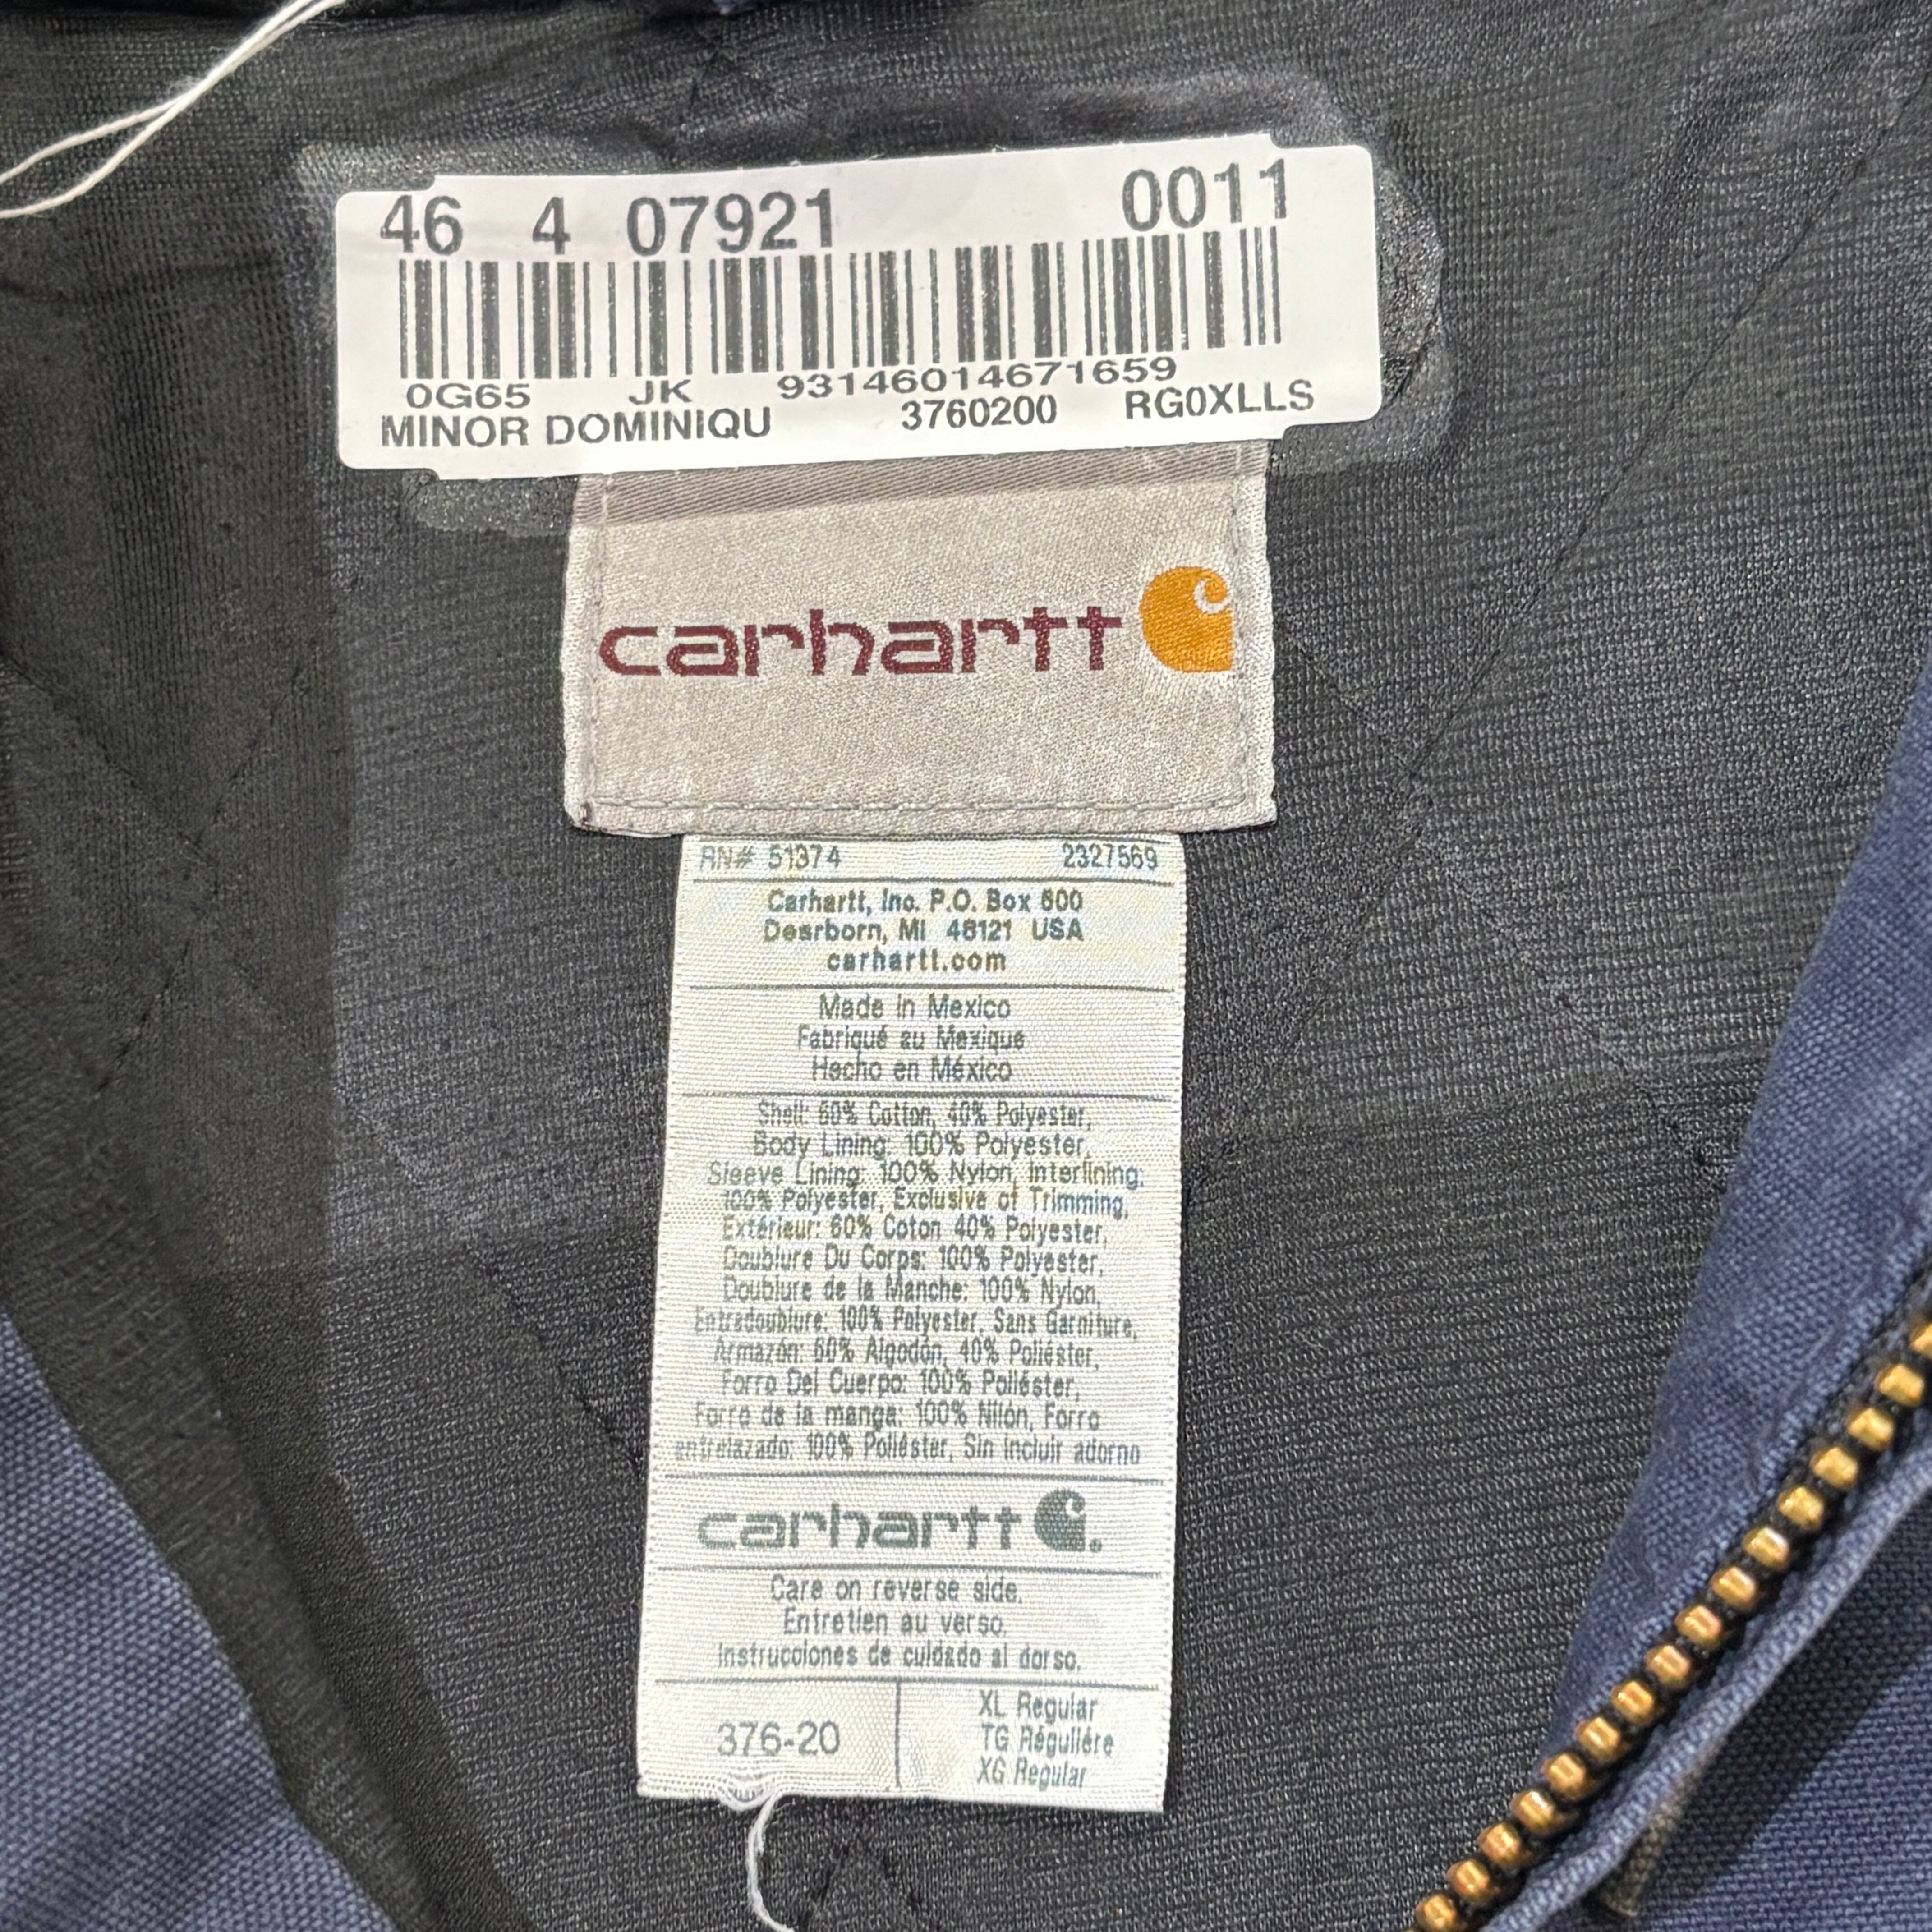 46 4 07921 0011
0G65 JK 93146014671659
MINOR DOMINIQU 3760200 RG0XLLS
carhartt
RN# 51374 2327569
Carhartt, Inc. P.O. Box 600
Dearborn, MI 48121 USA
carhartt.com
Made in Mexico
Fabriqué au Mexique
Hecho en México
Shell: 60% Cotton, 40% Polyester,
Body Lining: 100% Polyester,
Sleeve Lining: 100% Nylon, Interlining:
100% Polyester, Exclusive of Trimming,
Extérieur: 60% Coton 40% Polyester,
Doublure Du Corps: 100% Polyester,
Doublure de la Manche: 100% Nylon,
Entredoublure: 100% Polyester, Sans Garniture,
Armazón: 60% Algodón, 40% Poliéster,
Forro Del Cuerpo: 100% Poliéster,
Forro de la manga: 100% Nilón, Forro
entrelazado: 100% Poliéster, Sin incluir adorno
carhartt
Care on reverse side.
Entretien au verso.
Instrucciones de cuidado al dorso.
376-20
XL Regular
TG Régulière
XG Regular